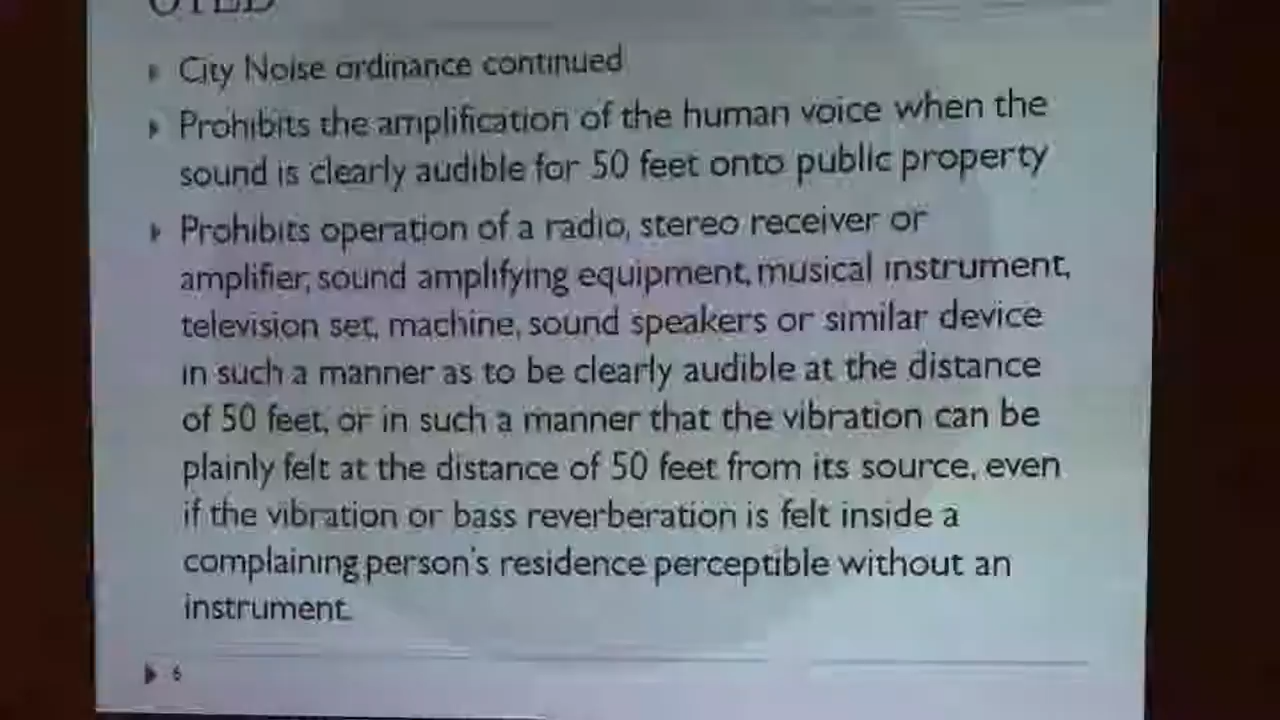 City Noise ordinance continued
Prohibits the amplification of the human voice when the
sound is clearly audible for 50 feet onto public property
Prohibits operation of a radio, stereo receiver or
amplifier, sound amplifying equipment, musical instrument,
television set, machine, sound speakers or similar device
in such a manner as to be clearly audible at the distance
of 50 feet, or in such a manner that the vibration can be
plainly felt at the distance of 50 feet from its source, even
if the vibration or bass reverberation is felt inside a
complaining person's residence perceptible without an
instrument.
6